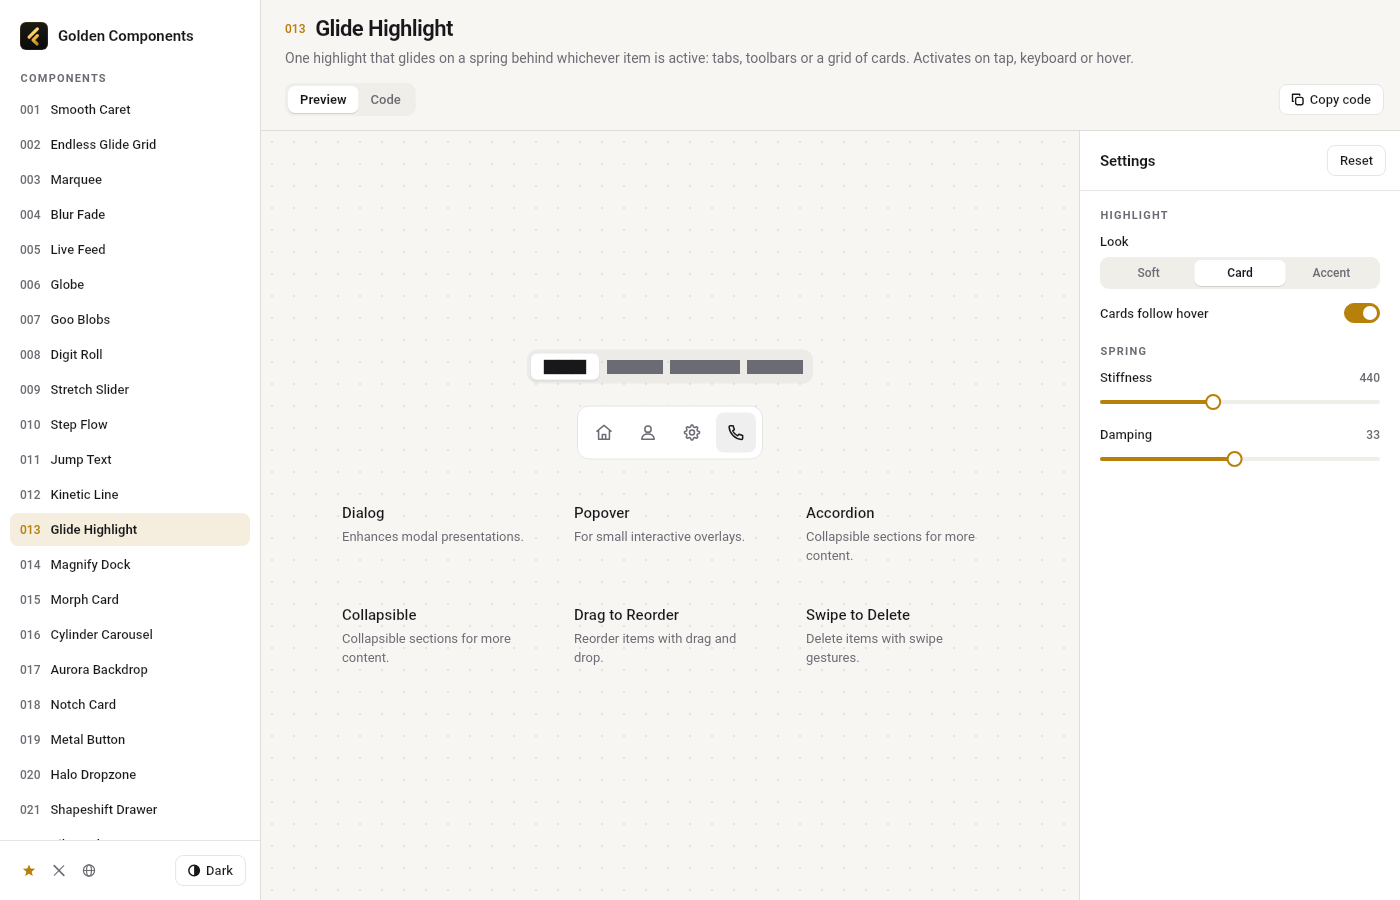 Golden Components
COMPONENTS
001 Smooth Caret
002 Endless Glide Grid
003 Marquee
004 Blur Fade
005 Live Feed
006 Globe
007 Goo Blobs
008 Digit Roll
009 Stretch Slider
010 Step Flow
011 Jump Text
012 Kinetic Line
013 Glide Highlight
014 Magnify Dock
015 Morph Card
016 Cylinder Carousel
017 Aurora Backdrop
018 Notch Card
019 Metal Button
020 Halo Dropzone
021 Shapeshift Drawer
Dark
013 Glide Highlight
One highlight that glides on a spring behind whichever item is active: tabs, toolbars or a grid of cards. Activates on tap, keyboard or hover.
Preview Code
Copy code
Dialog
Enhances modal presentations.
Popover
For small interactive overlays.
Accordion
Collapsible sections for more
content.
Collapsible
Collapsible sections for more
content.
Drag to Reorder
Reorder items with drag and
drop.
Swipe to Delete
Delete items with swipe
gestures.
Settings
Reset
HIGHLIGHT
Look
Soft Card Accent
Cards follow hover
SPRING
Stiffness 440
Damping 33